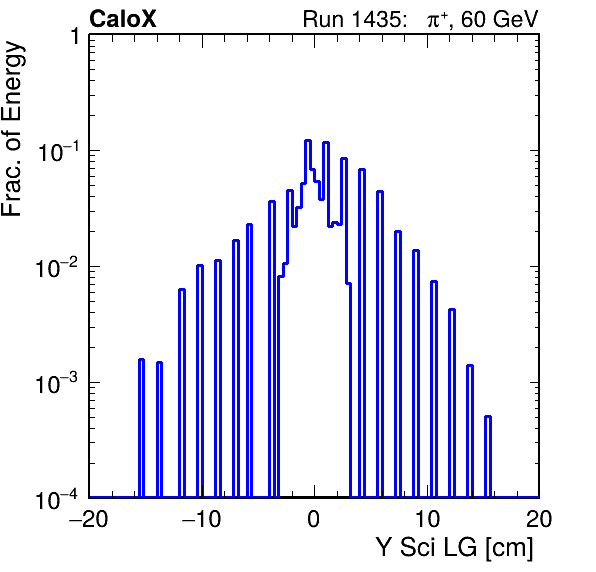 CaloX Run 1435: π⁺, 60 GeV
Frac. of Energy
1
10⁻¹
10⁻²
10⁻³
10⁻⁴
−20 −10 0 10 20
Y Sci LG [cm]